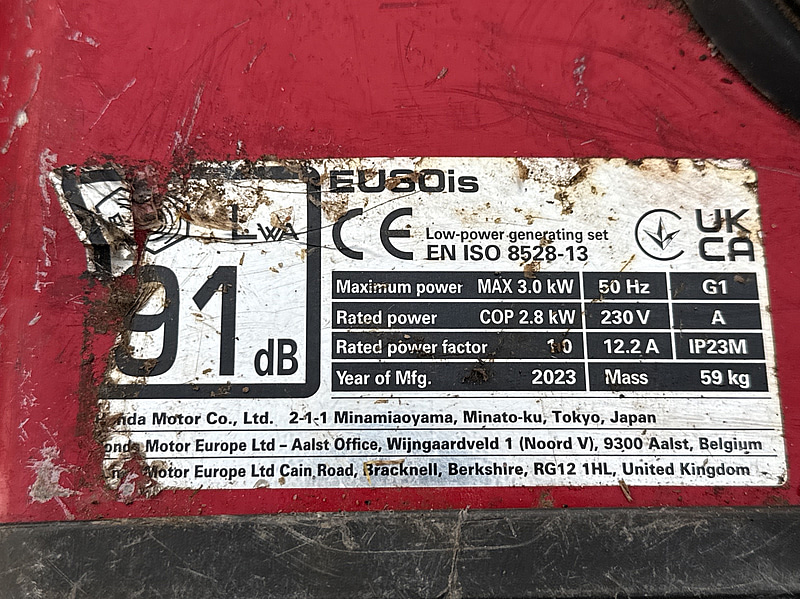 EU30is
LWA
CE
Low-power generating set
EN ISO 8528-13
UK
CA
91 dB
Maximum power MAX 3.0 kW 50 Hz G1
Rated power COP 2.8 kW 230 V A
Rated power factor 1.0 12.2 A IP23M
Year of Mfg. 2023 Mass 59 kg
nda Motor Co., Ltd. 2-1-1 Minamiaoyama, Minato-ku, Tokyo, Japan
onda Motor Europe Ltd – Aalst Office, Wijngaardveld 1 (Noord V), 9300 Aalst, Belgium
Motor Europe Ltd Cain Road, Bracknell, Berkshire, RG12 1HL, United Kingdom